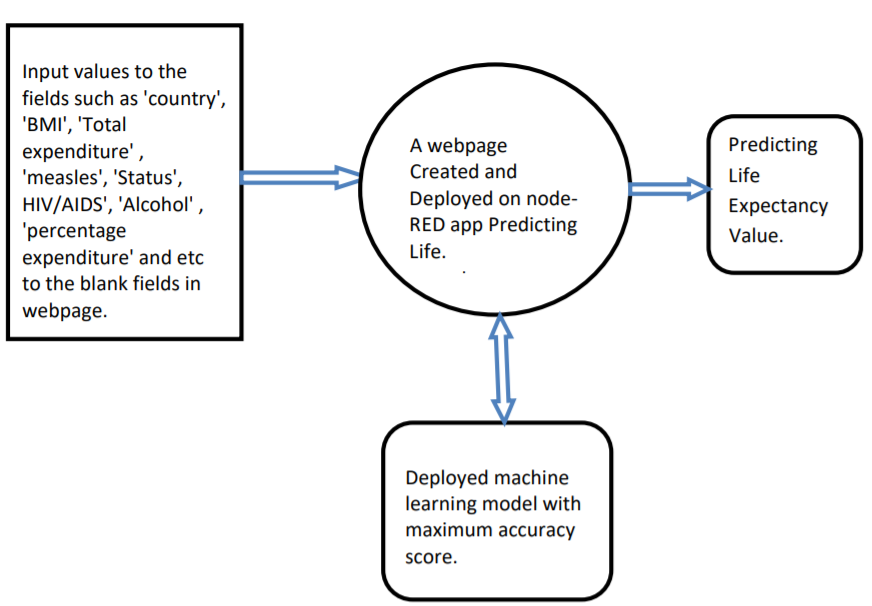 Input values to the
fields such as 'country',
'BMI', 'Total
expenditure' ,
'measles', 'Status',
HIV/AIDS', 'Alcohol' ,
'percentage
expenditure' and etc
to the blank fields in
webpage.
A webpage
Created and
Deployed on node-
RED app Predicting
Life.
.
Predicting
Life
Expectancy
Value.
Deployed machine
learning model with
maximum accuracy
score.